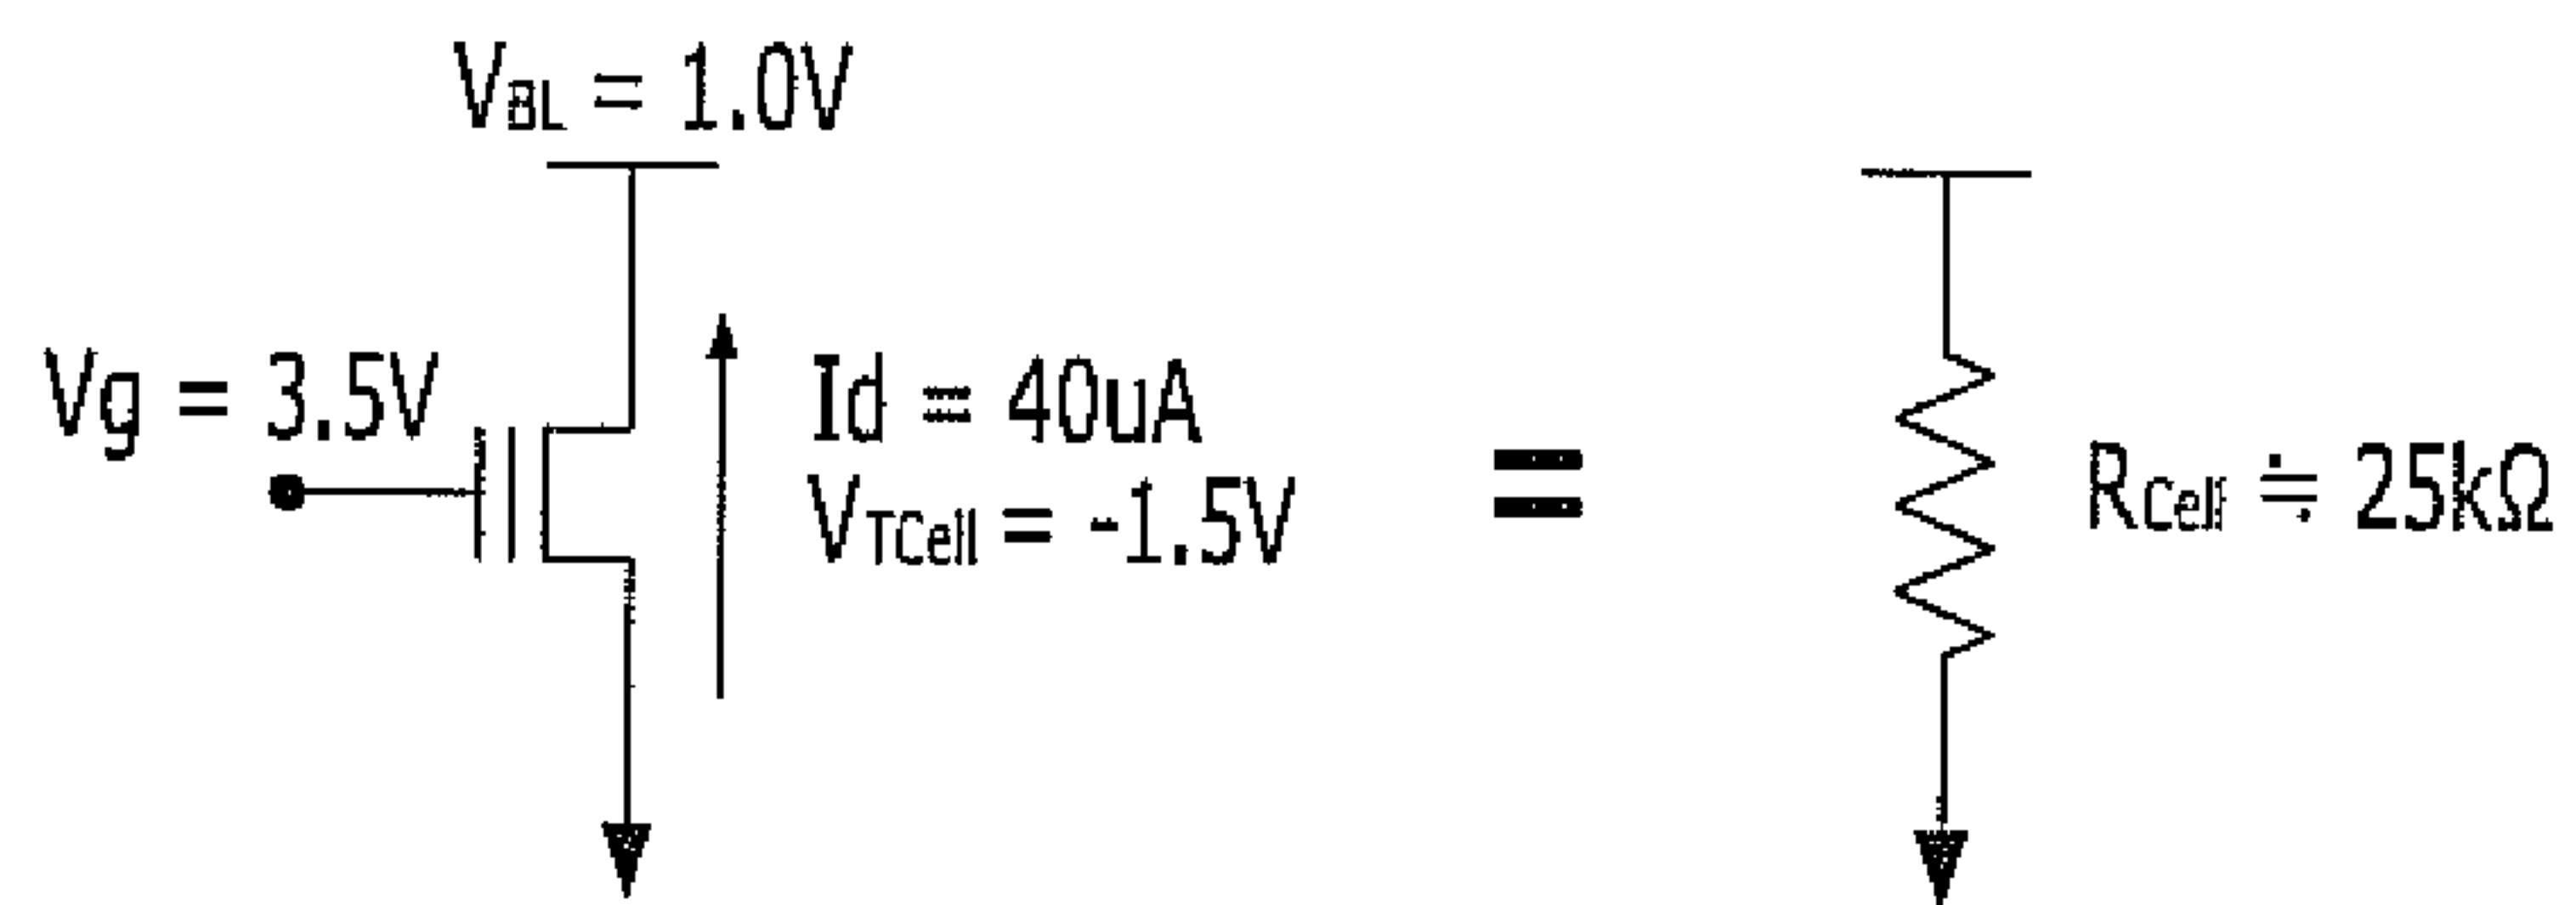 VBL = 1.0V
Vg = 3.5V
Id = 40uA
VTCell = -1.5V
=
RCell ≒ 25kΩ